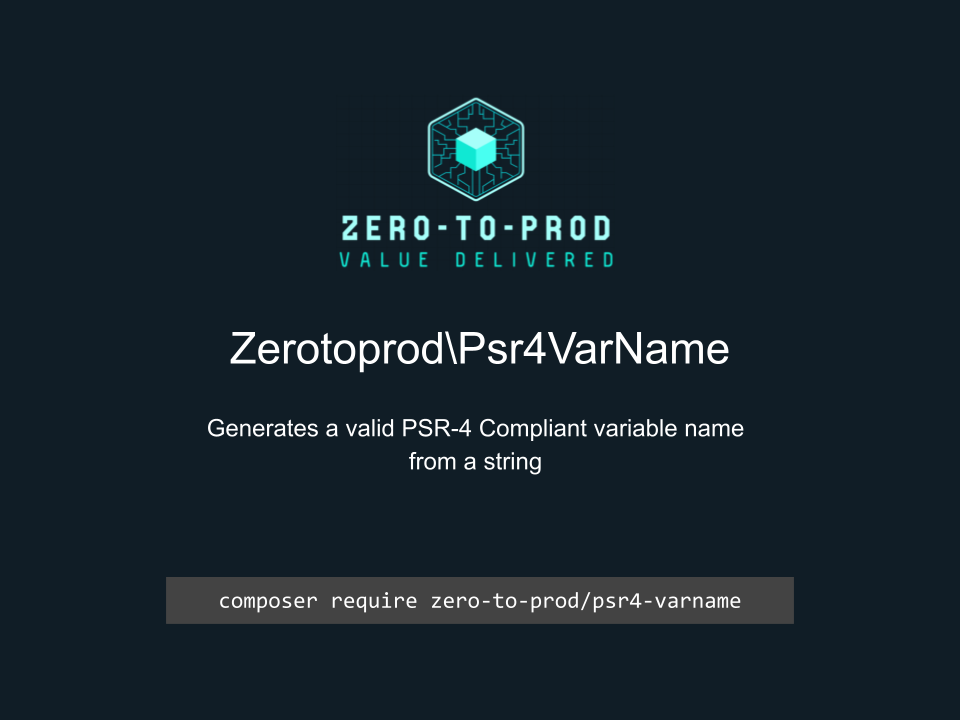 ZERO-TO-PROD
VALUE DELIVERED
Zerotoprod\Psr4VarName
Generates a valid PSR-4 Compliant variable name
from a string
composer require zero-to-prod/psr4-varname